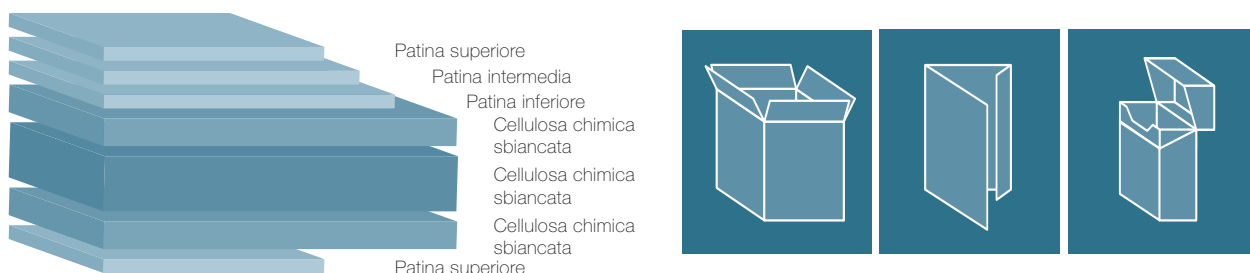 Patina superiore
Patina intermedia
Patina inferiore
Cellulosa chimica
sbiancata
Cellulosa chimica
sbiancata
Cellulosa chimica
sbiancata
Patina superiore